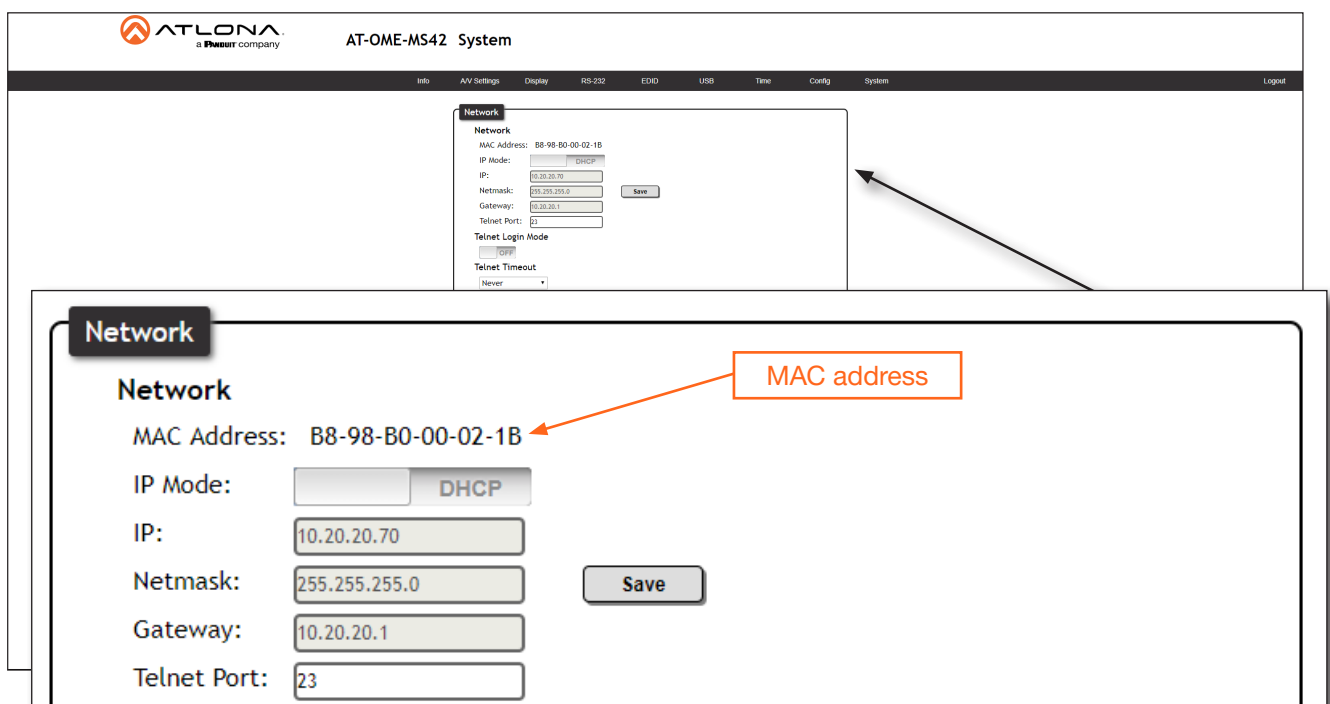 ATLONA.
a PANDUIT company
AT-OME-MS42 System
Info A/V Settings Display RS-232 EDID USB Time Config System Logout
Network
Network
MAC Address: B8-98-B0-00-02-1B
IP Mode: DHCP
IP: 10.20.20.70
Netmask: 255.255.255.0 Save
Gateway: 10.20.20.1
Telnet Port: 23
Telnet Login Mode
OFF
Telnet Timeout
Never
Network
Network
MAC address
MAC Address: B8-98-B0-00-02-1B
IP Mode: DHCP
IP: 10.20.20.70
Netmask: 255.255.255.0 Save
Gateway: 10.20.20.1
Telnet Port: 23